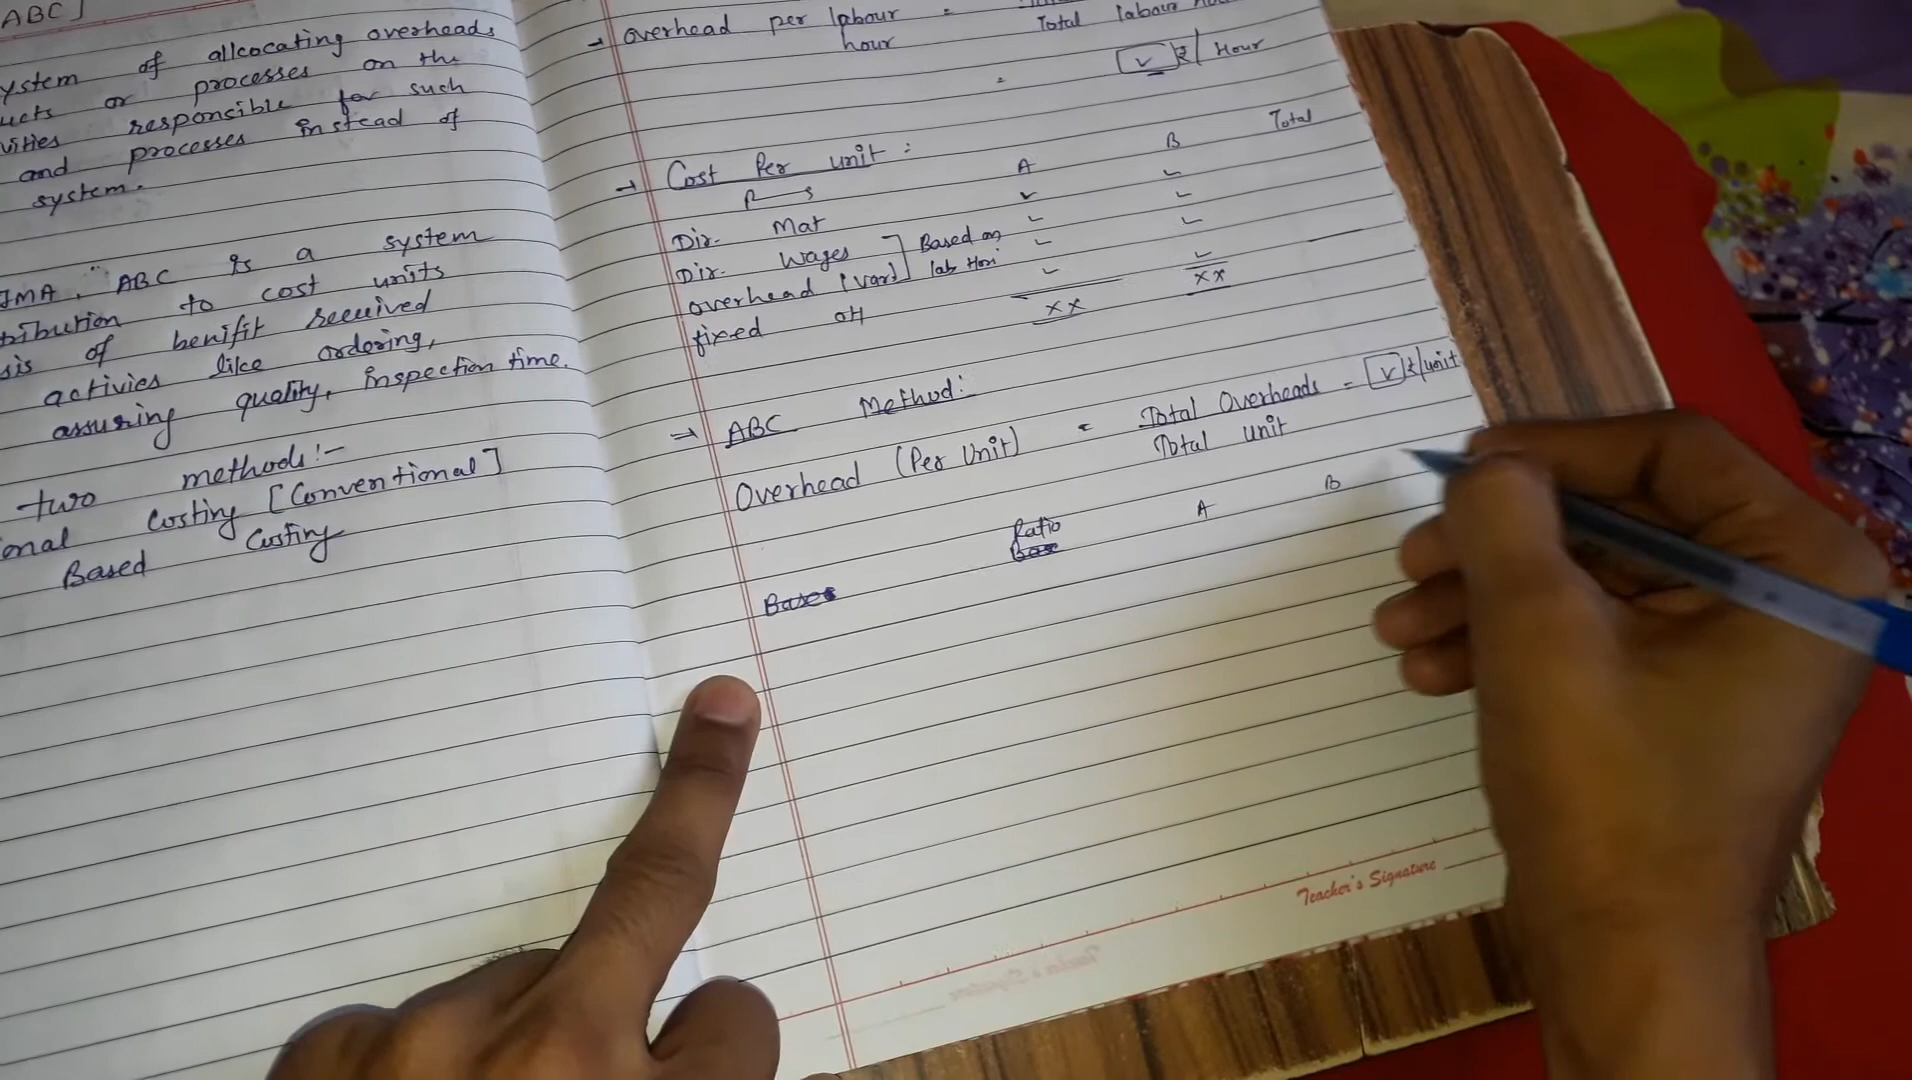 ABC]
ystem of allcocating overheads
ucts or processes on the
vities responsible for such
and processes instead of
system.
IMA, ABC is a system
tribution to cost units
sis of benifit received
activies like ordering,
assuring quality, inspection time.
two methods:-
onal Costing [Conventional]
Based Custing
→ overhead per labour hour =
Total labour
= v ₹/ Hour
→ Cost Per unit :
A B Total
Dir. Mat
Dir. wages
overhead (var)
Based on
lab Hou
fixed OH
xx xx
→ ABC Method:
Overhead (Per Unit) = Total Overheads = v ₹/unit
Total unit
Ratio A B
Base
Bases
Teacher's Signature